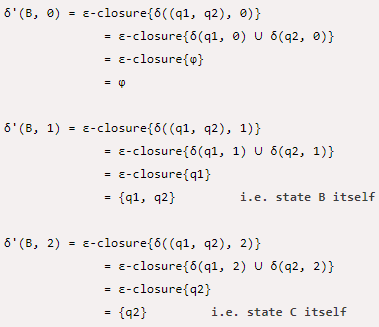 δ'(B, 0) = ε-closure{δ((q1, q2), 0)}
= ε-closure{δ(q1, 0) ∪ δ(q2, 0)}
= ε-closure{φ}
= φ
δ'(B, 1) = ε-closure{δ((q1, q2), 1)}
= ε-closure{δ(q1, 1) ∪ δ(q2, 1)}
= ε-closure{q1}
= {q1, q2} i.e. state B itself
δ'(B, 2) = ε-closure{δ((q1, q2), 2)}
= ε-closure{δ(q1, 2) ∪ δ(q2, 2)}
= ε-closure{q2}
= {q2} i.e. state C itself